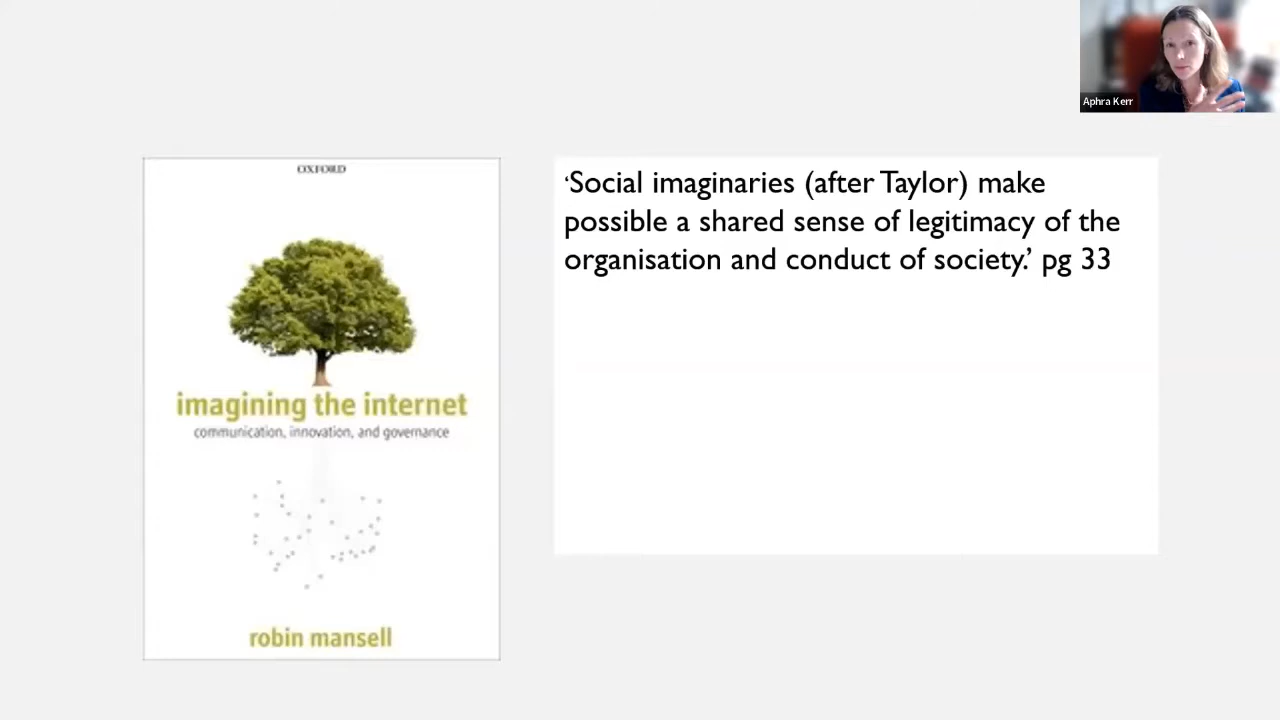 Aphra Kerr
OXFORD
imagining the internet
communication, innovation, and governance
robin mansell
‘Social imaginaries (after Taylor) make
possible a shared sense of legitimacy of the
organisation and conduct of society.’ pg 33